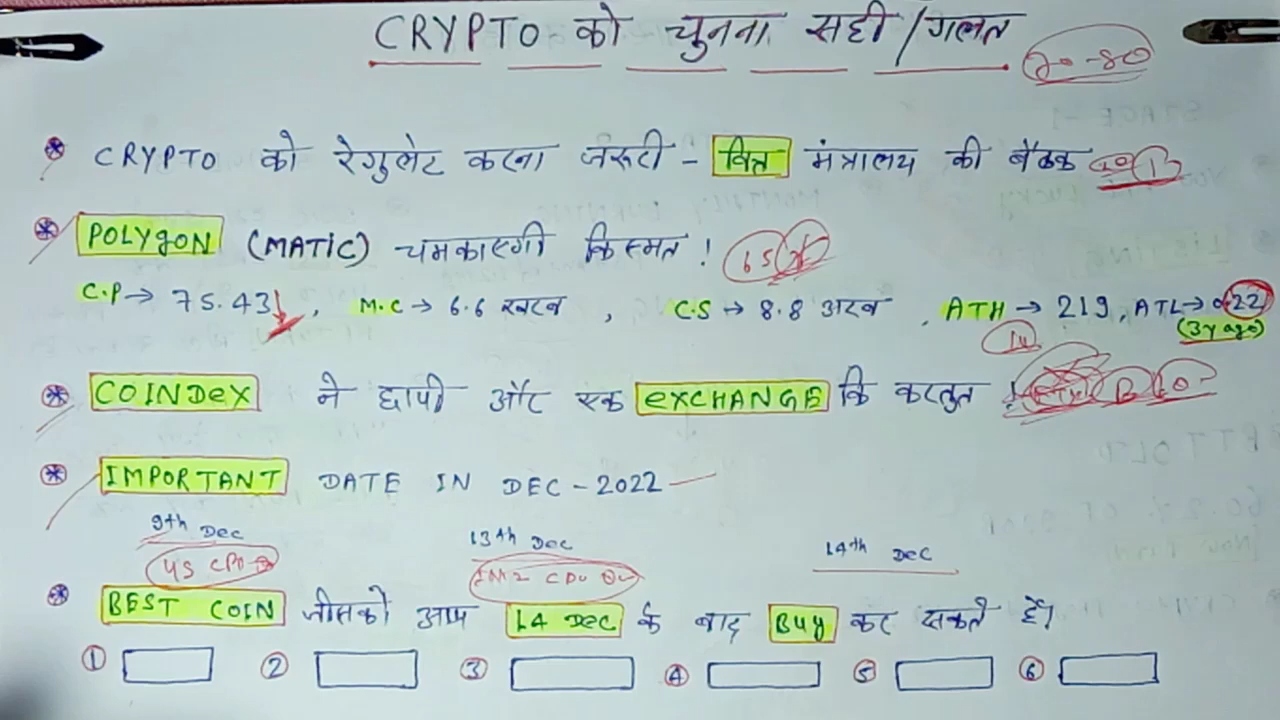 CRYPTO को चुनना सही/गलत
20-80
* CRYPTO को रेगुलेट करना जरूरी - वित्त मंत्रालय की बैठक
* POLYGON (MATIC) चमकाएगी किस्मत !
65
C.P → 75.43↓, M.C → 6.6 खरब, C.S → 8.8 अरब, ATH → 219, ATL → 0.22
(3y ago)
* COINDEX ने छापी और एक EXCHANGE कि करतुत !
* IMPORTANT DATE IN DEC-2022
9th Dec 13th Dec 14th Dec
* BEST COIN जीसको आप 14 DEC के बाद Buy कर सकते हैं।
① ② ③ ④ ⑤ ⑥